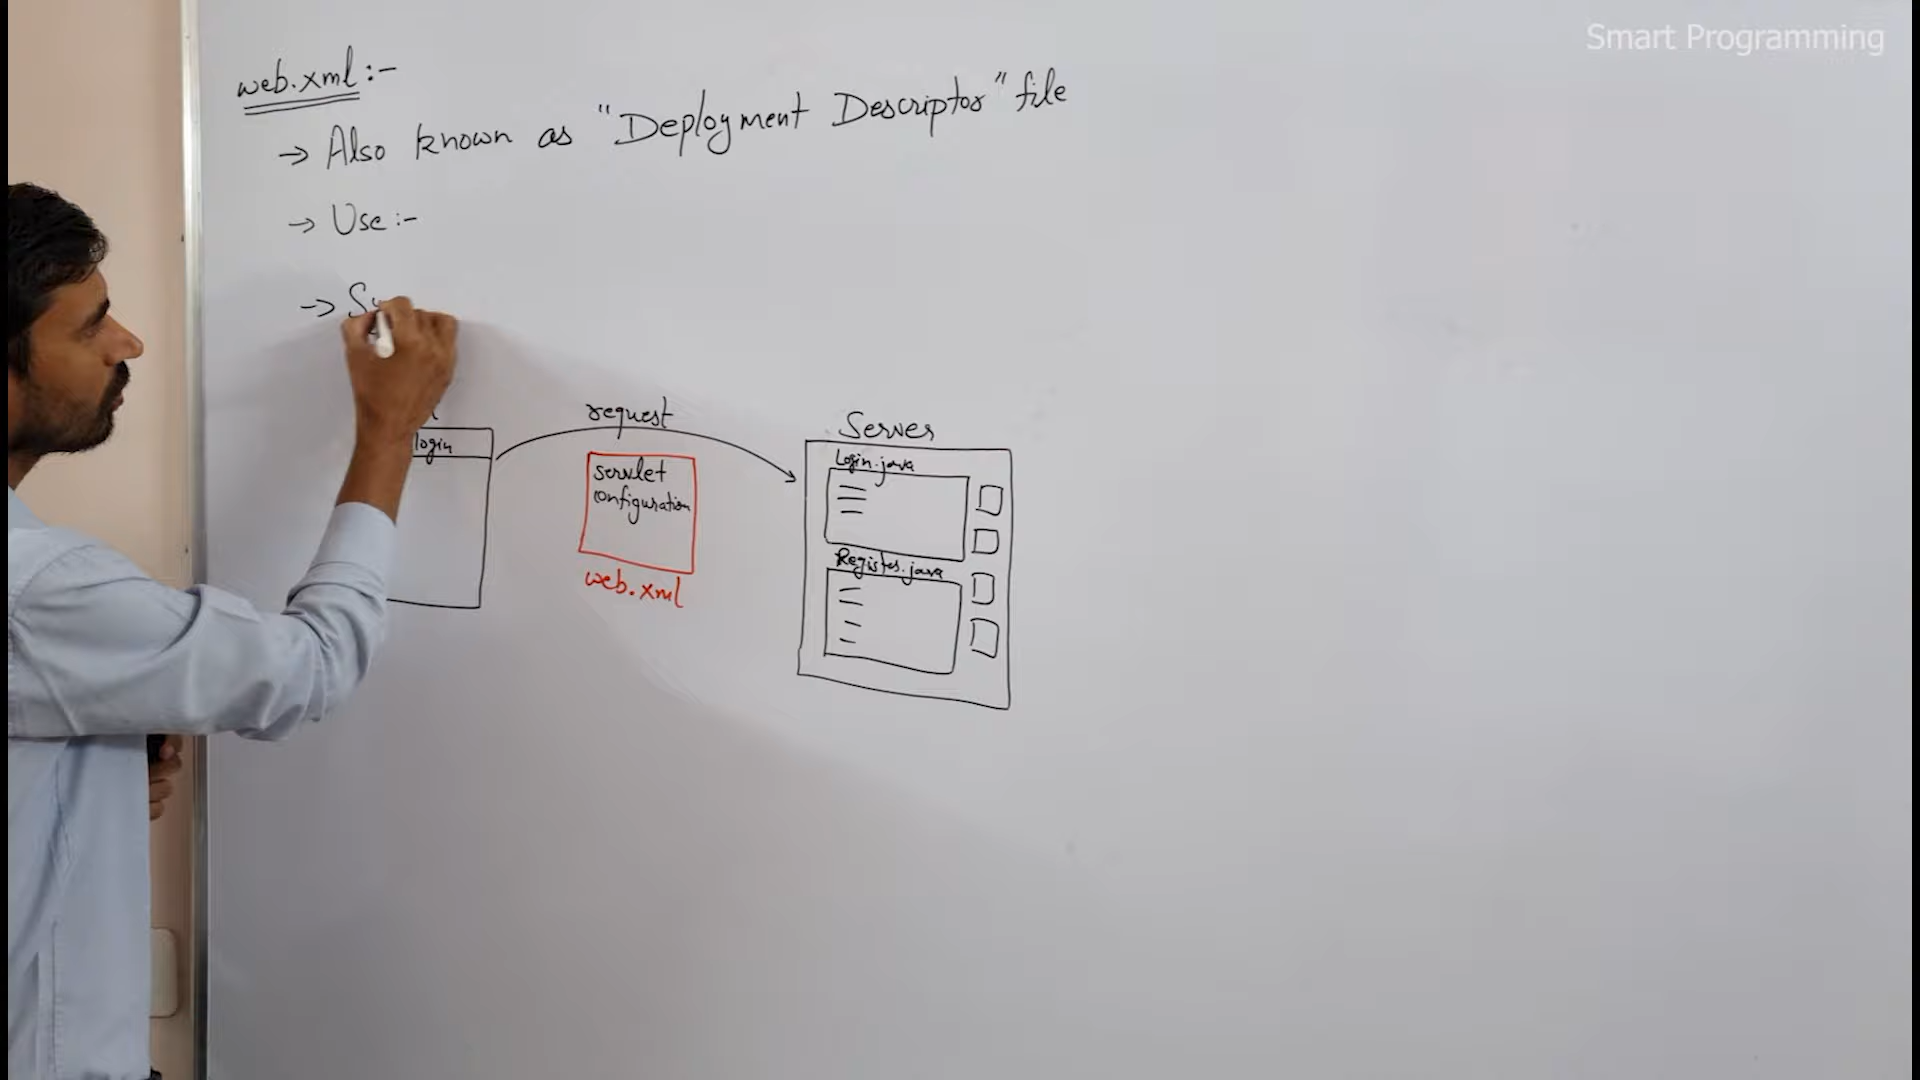 Smart Programming
web.xml :-
→ Also known as "Deployment Descriptor" file
→ Use :-
→
request
Server
login
Login.java
servlet
configuration
Register.java
web.xml